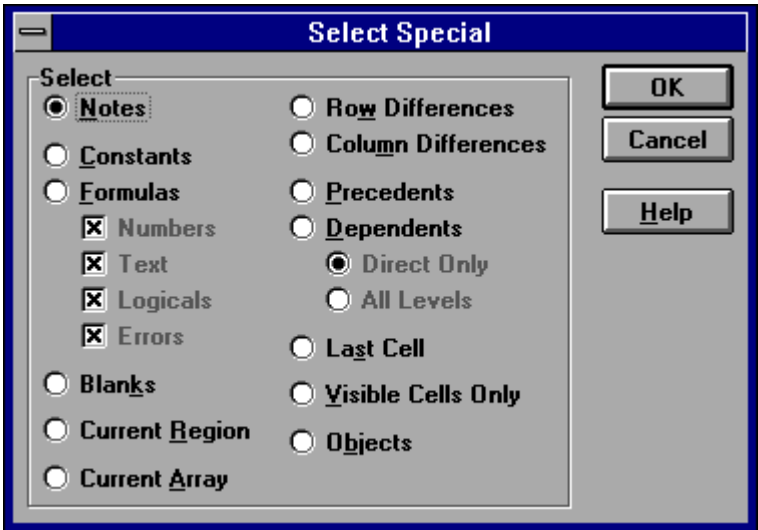 Select Special
Select
Notes
Constants
Formulas
Numbers
Text
Logicals
Errors
Blanks
Current Region
Current Array
Row Differences
Column Differences
Precedents
Dependents
Direct Only
All Levels
Last Cell
Visible Cells Only
Objects
OK
Cancel
Help